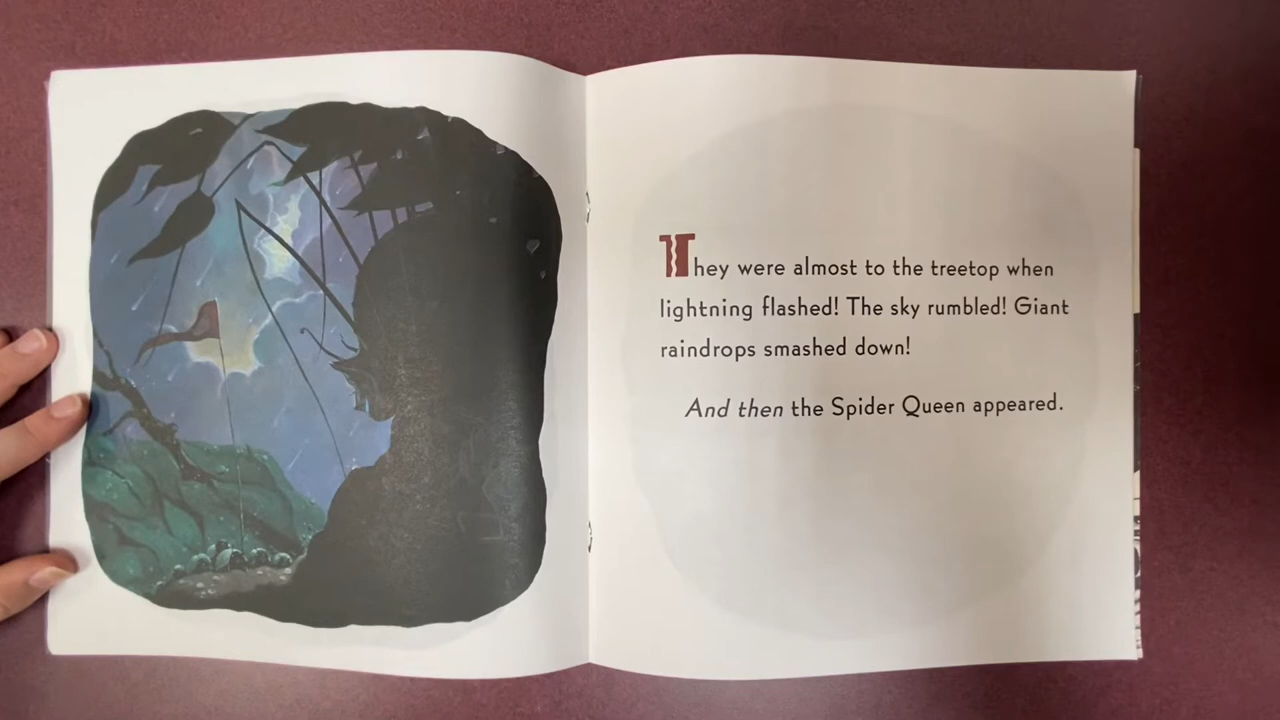 They were almost to the treetop when
lightning flashed! The sky rumbled! Giant
raindrops smashed down!
And then the Spider Queen appeared.